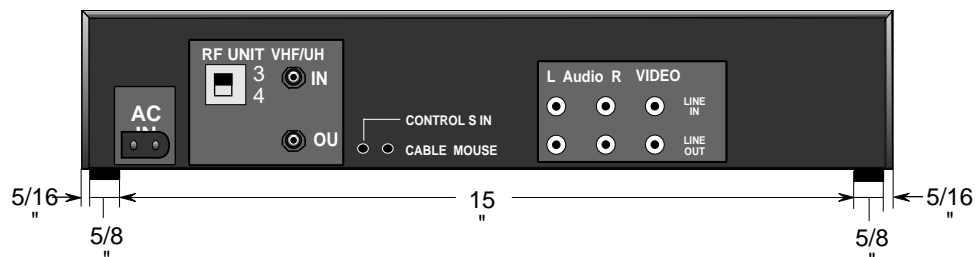 RF UNIT VHF/UH
3
4
IN
OU
AC
IN
CONTROL S IN
CABLE MOUSE
L Audio R VIDEO
LINE
IN
LINE
OUT
5/16
"
5/8
"
15
"
5/8
"
5/16
"